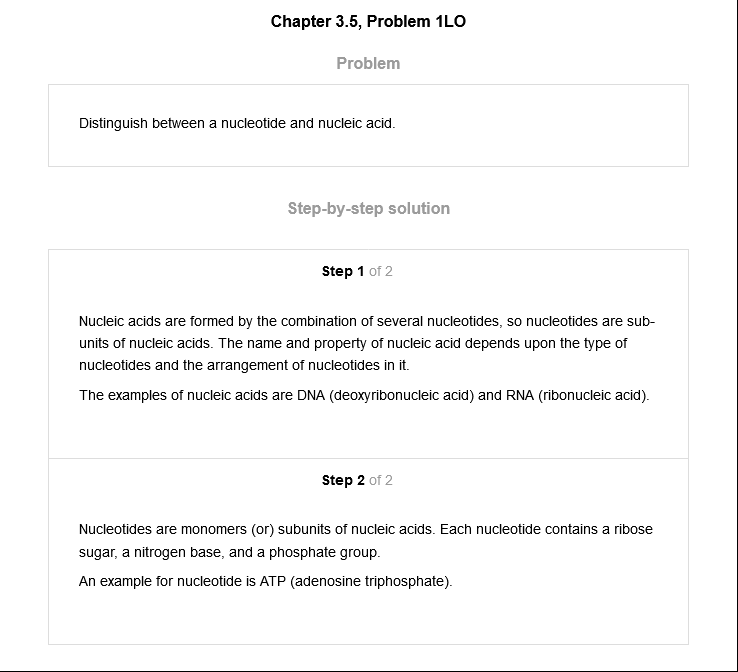 Chapter 3.5, Problem 1LO
Problem
Distinguish between a nucleotide and nucleic acid.
Step-by-step solution
Step 1 of 2
Nucleic acids are formed by the combination of several nucleotides, so nucleotides are sub-
units of nucleic acids. The name and property of nucleic acid depends upon the type of
nucleotides and the arrangement of nucleotides in it.
The examples of nucleic acids are DNA (deoxyribonucleic acid) and RNA (ribonucleic acid).
Step 2 of 2
Nucleotides are monomers (or) subunits of nucleic acids. Each nucleotide contains a ribose
sugar, a nitrogen base, and a phosphate group.
An example for nucleotide is ATP (adenosine triphosphate).